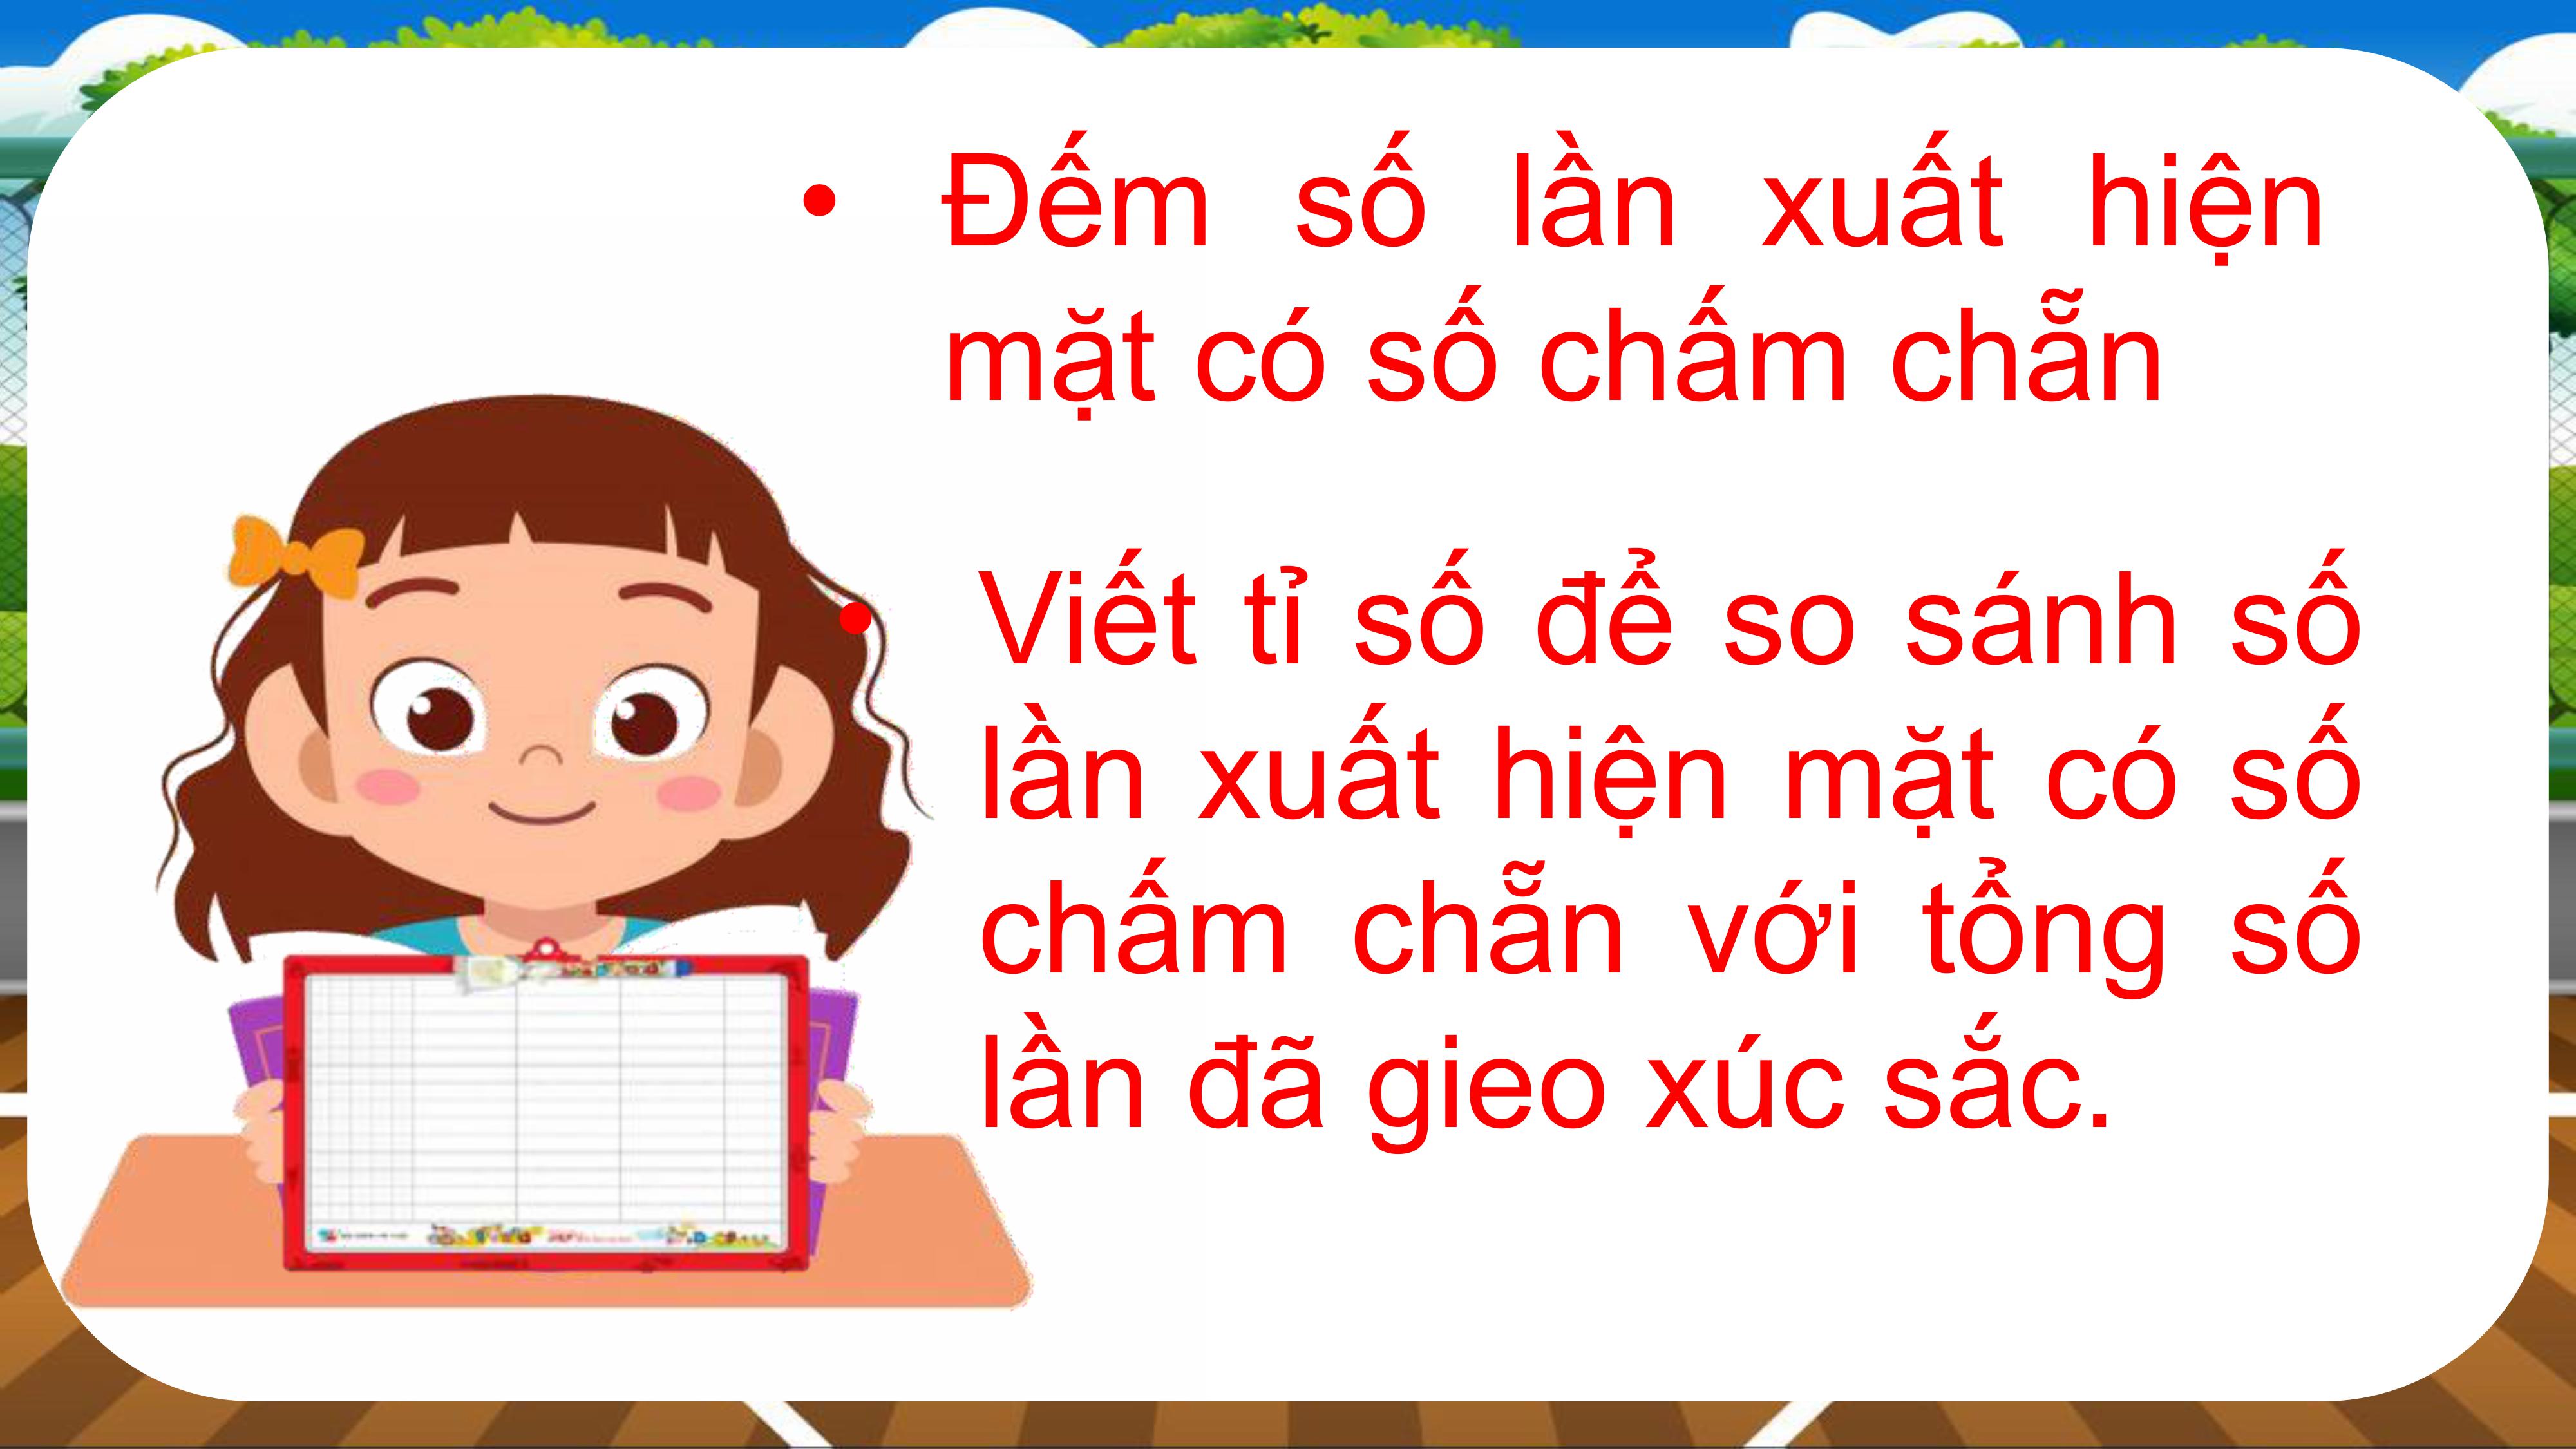 • Đếm số lần xuất hiện
mặt có số chấm chẵn
• Viết tỉ số để so sánh số
lần xuất hiện mặt có số
chấm chẵn với tổng số
lần đã gieo xúc sắc.